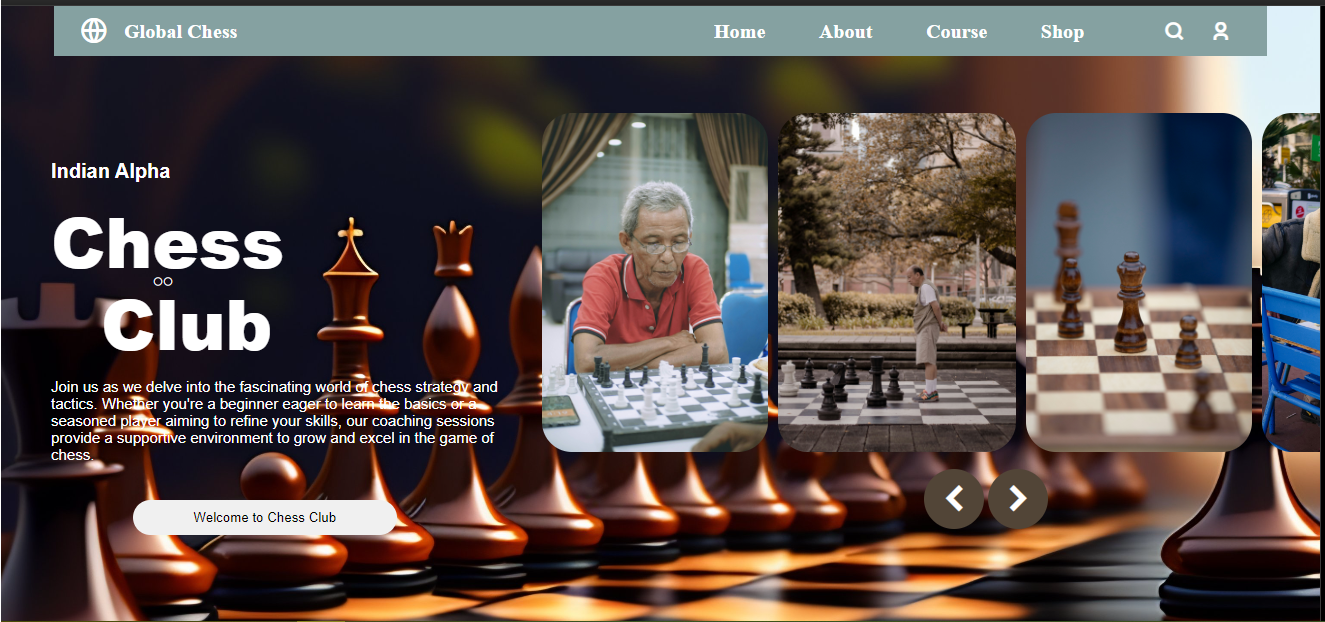 Global Chess
Home About Course Shop
Indian Alpha
Chess
Club
Join us as we delve into the fascinating world of chess strategy and
tactics. Whether you're a beginner eager to learn the basics or a
seasoned player aiming to refine your skills, our coaching sessions
provide a supportive environment to grow and excel in the game of
chess.
Welcome to Chess Club